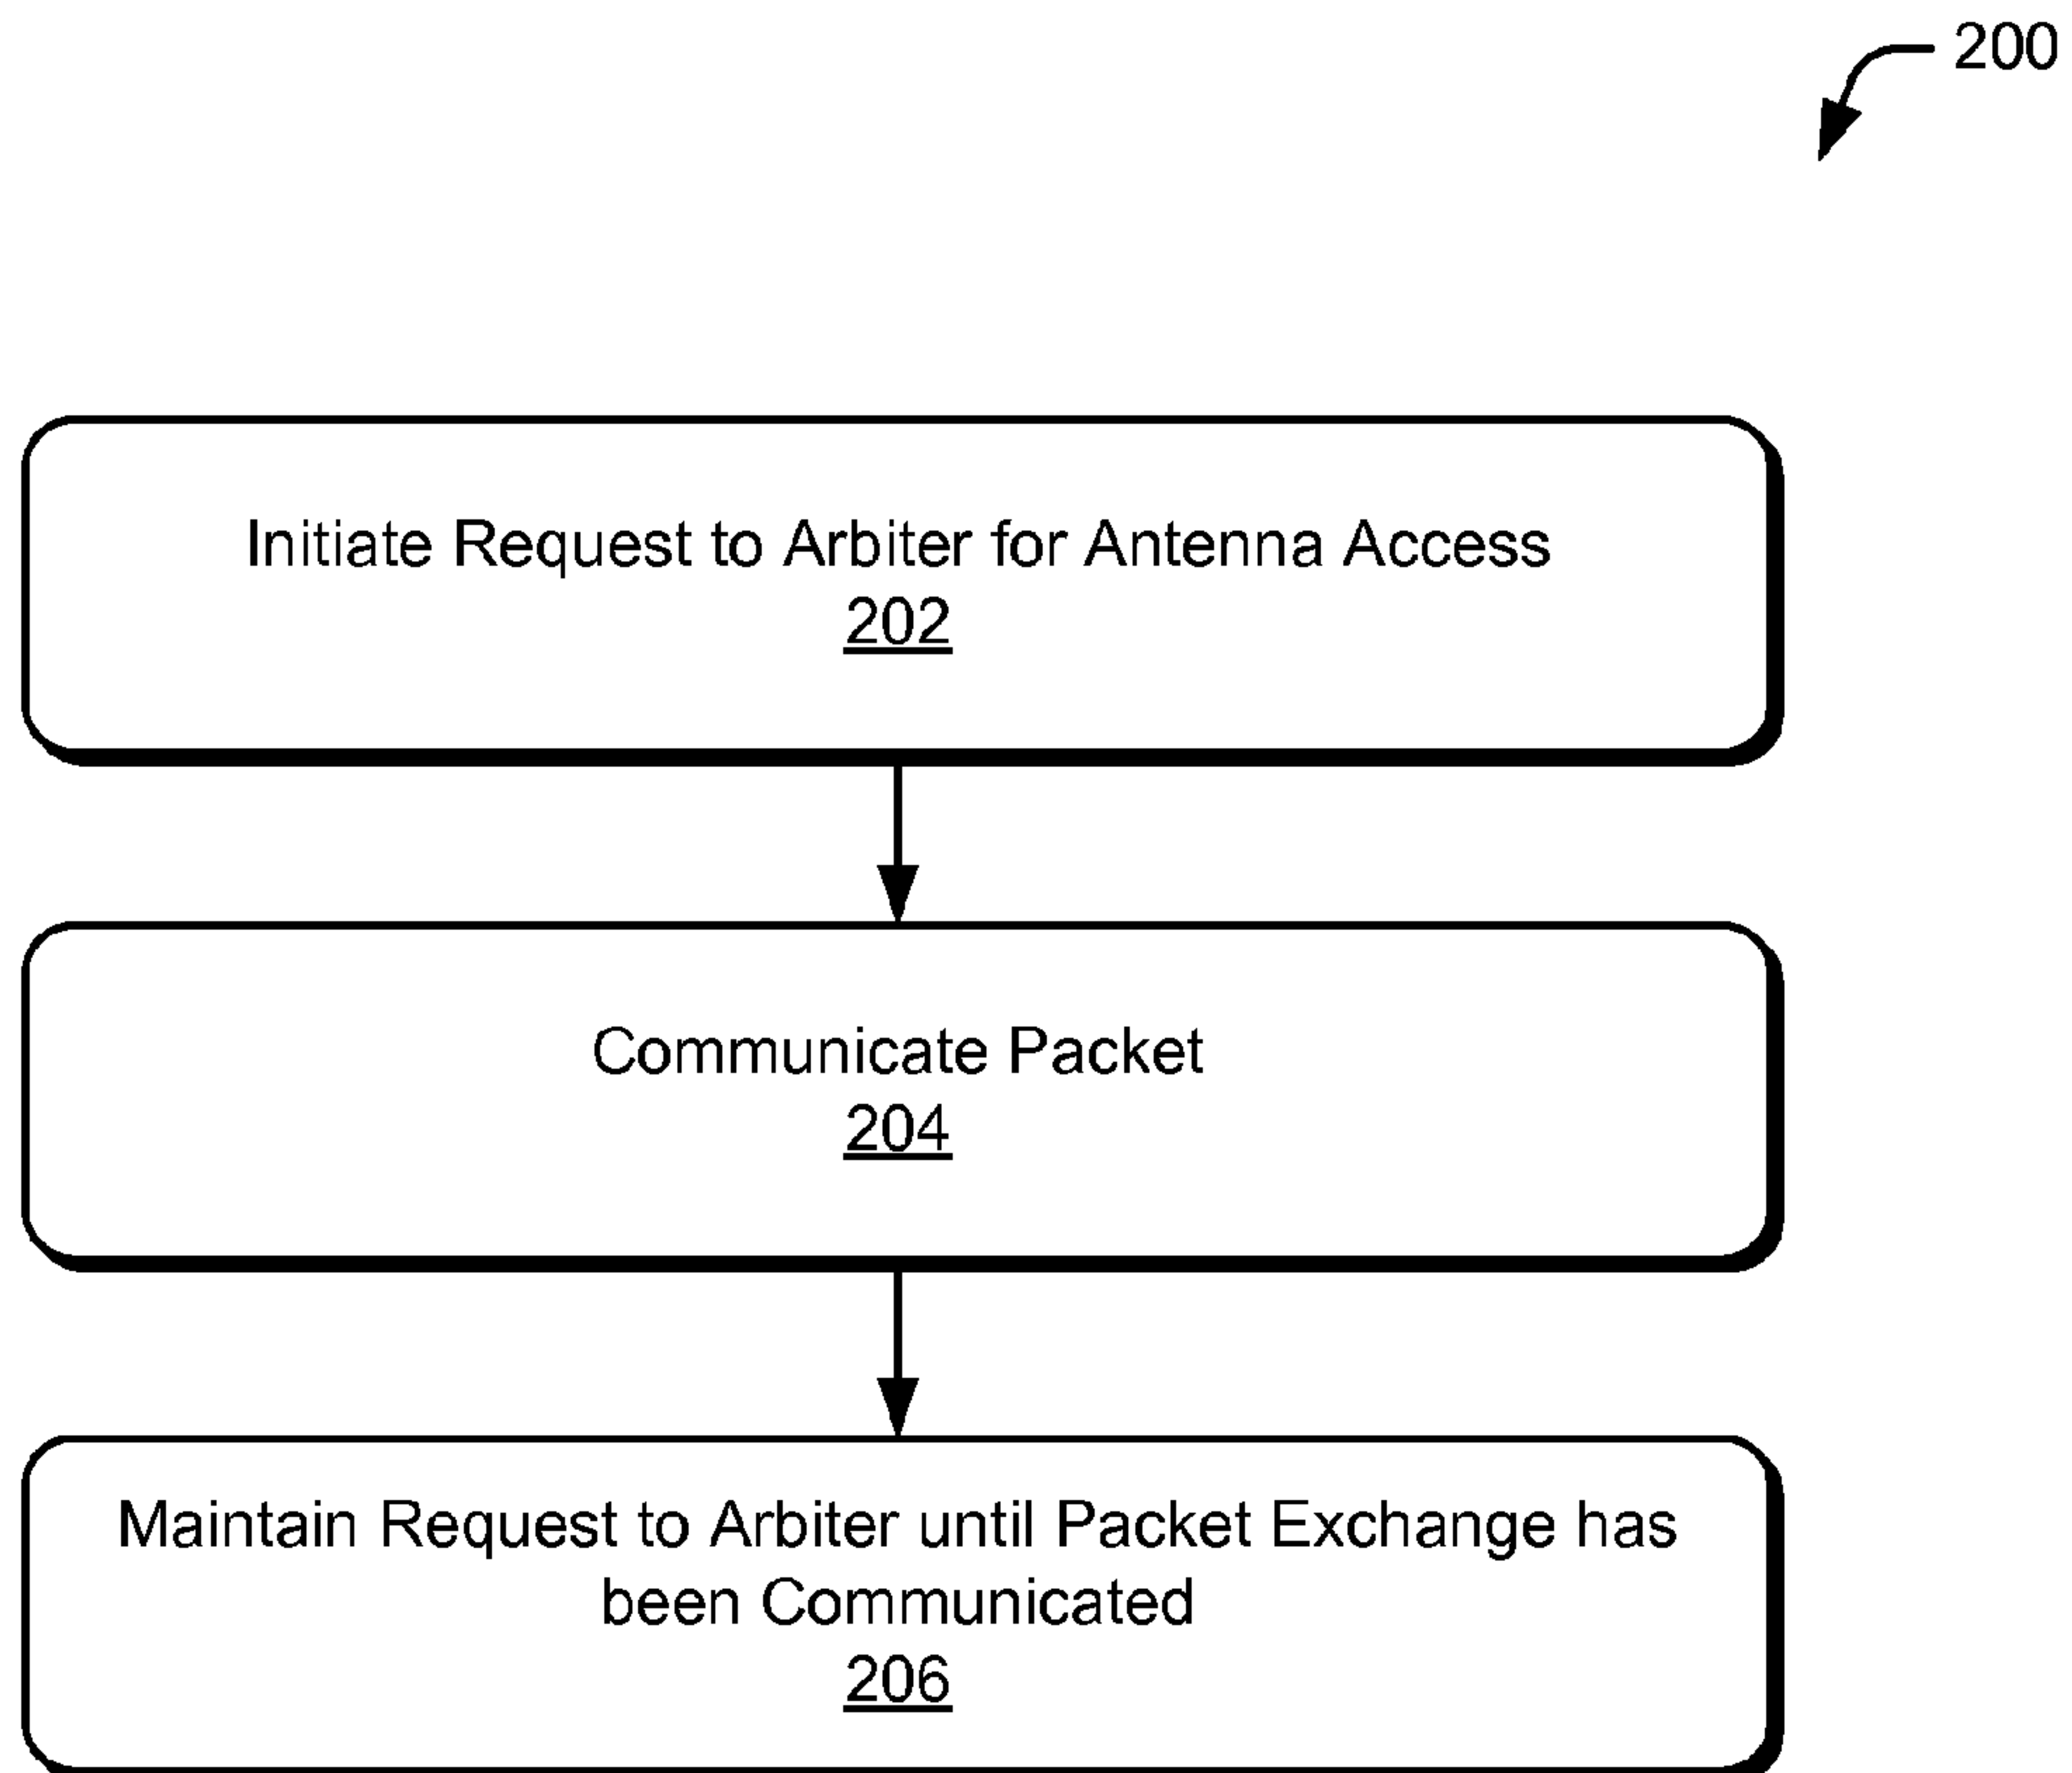 200
Initiate Request to Arbiter for Antenna Access
202
Communicate Packet
204
Maintain Request to Arbiter until Packet Exchange has
been Communicated
206